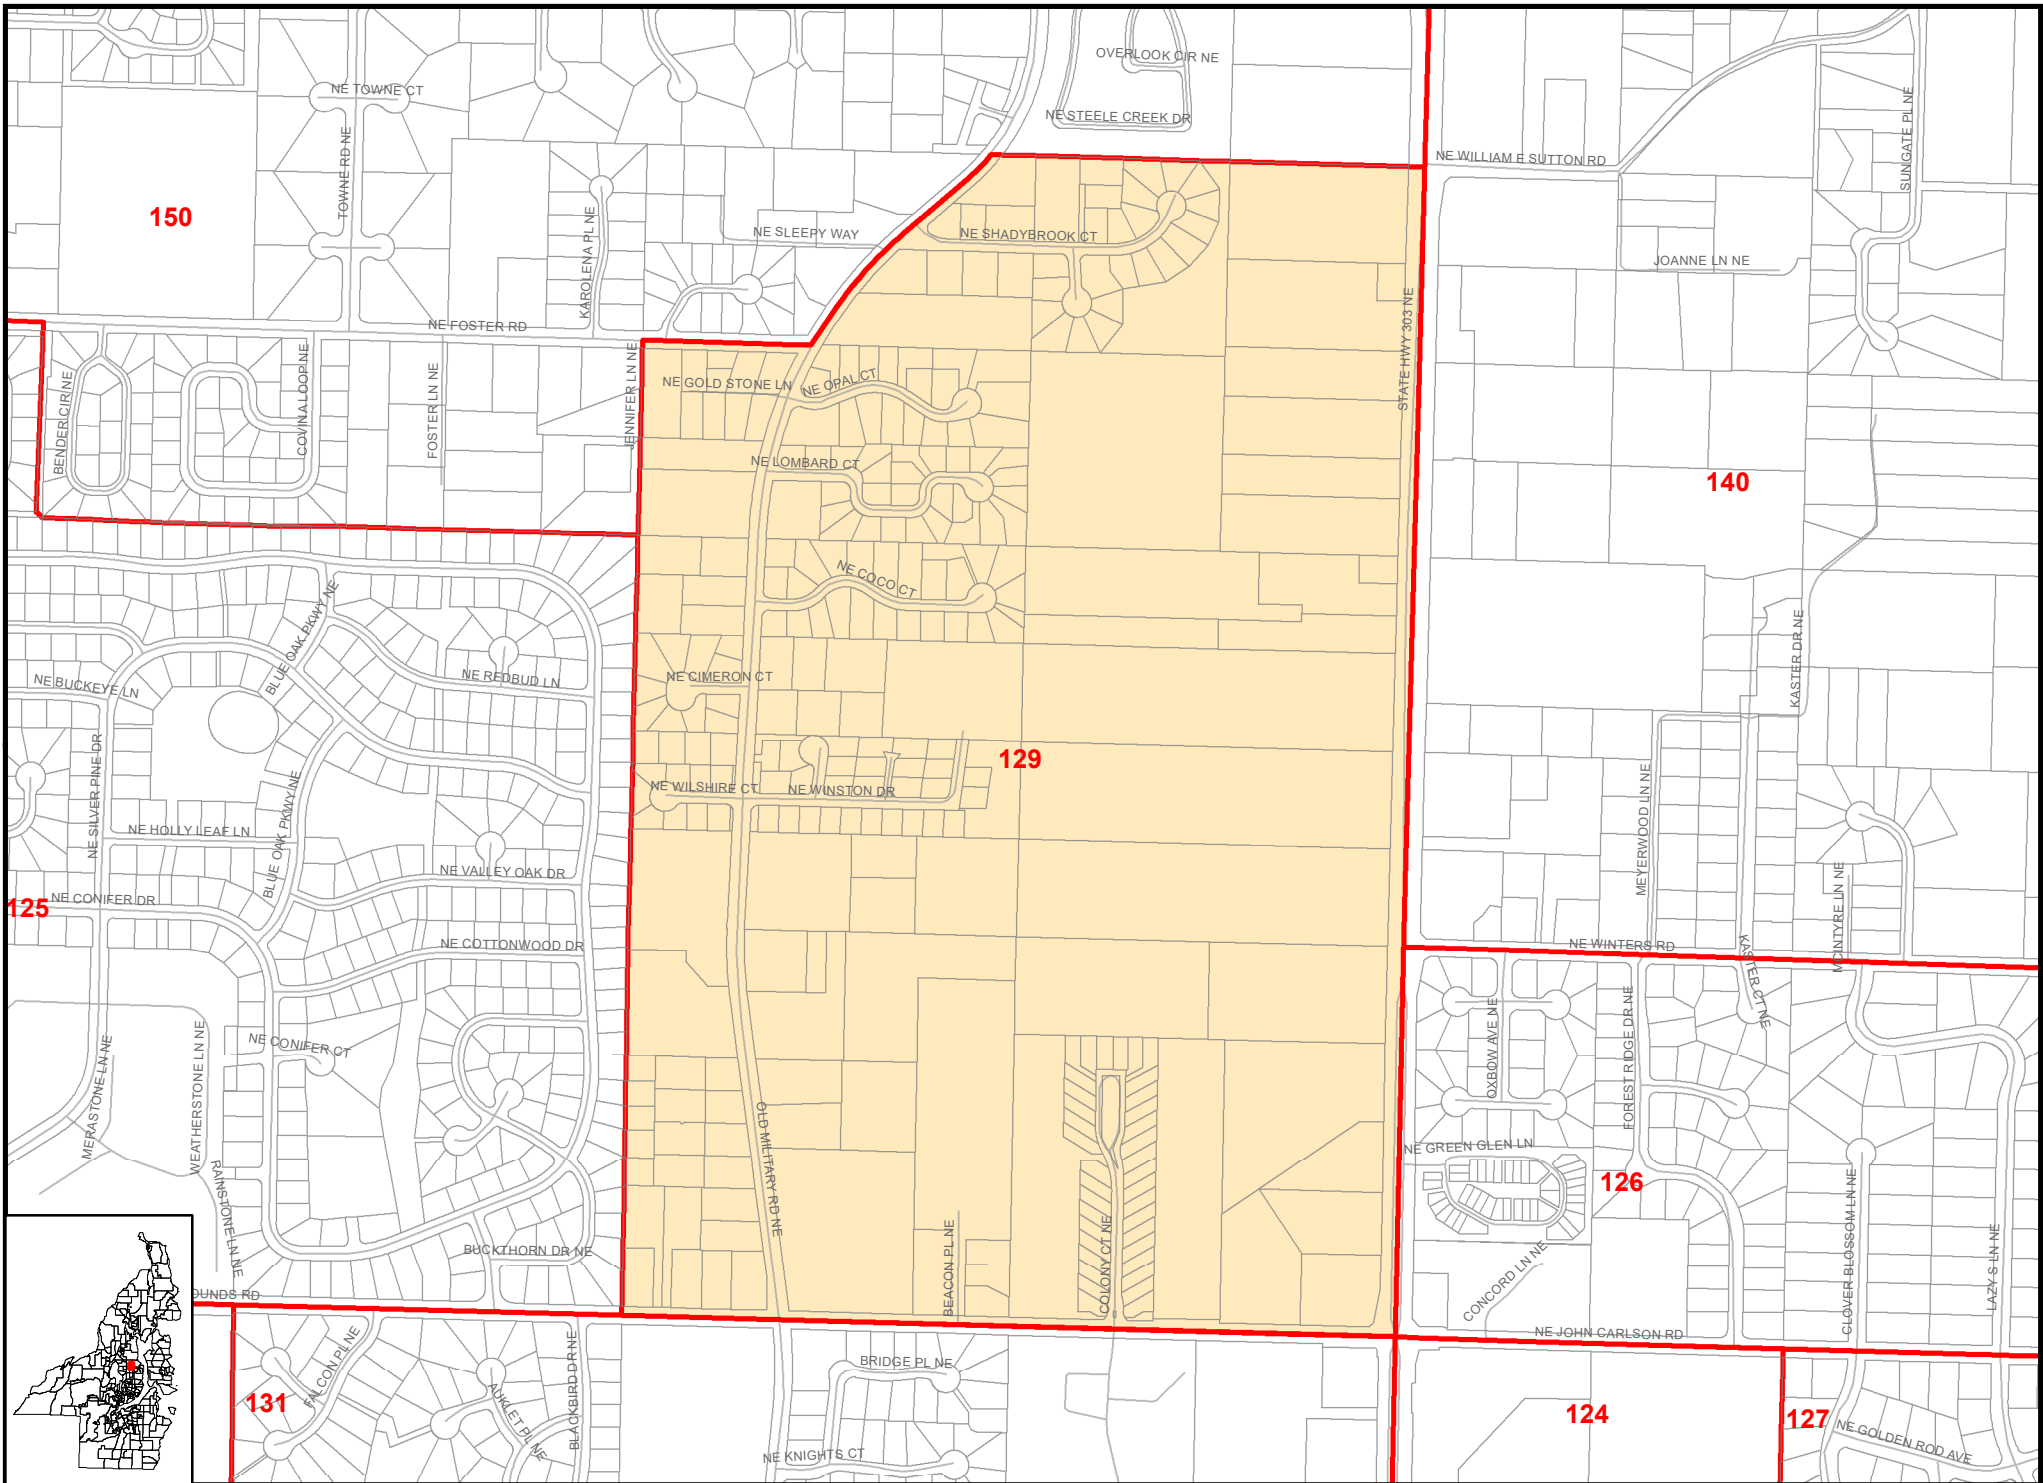 OVERLOOK CIR NE
NE TOWNE CT
NE STEELE CREEK DR
SUNGATE PL NE
NE WILLIAM E SUTTON RD
TOWNE RD NE
150
KAROLENA PL NE
NE SLEEPY WAY
NE SHADYBROOK CT
JOANNE LN NE
NE FOSTER RD
STATE HWY 303 NE
BENDER CIR NE
COVINA LOOP NE
FOSTER LN NE
JENNIFER LN NE
NE GOLD STONE LN
NE OPAL CT
NE LOMBARD CT
140
NE COCO CT
BLUE OAK PKWY NE
KASTER DR NE
NE REDBUD LN
NE CIMERON CT
NE BUCKEYE LN
129
NE SILVER PINE DR
NE WILSHIRE CT
NE WINSTON DR
BLUE OAK PKWY NE
MEYERWOOD LN NE
NE HOLLY LEAF LN
NE VALLEY OAK DR
MCINTYRE LN NE
125
NE CONIFER DR
NE COTTONWOOD DR
NE WINTERS RD
KASTER CT NE
NE CONIFER CT
OXBOW AVE NE
FOREST RIDGE DR NE
MERASTONE LN NE
WEATHERSTONE LN NE
RAINSTONE LN NE
OLD MILITARY RD NE
NE GREEN GLEN LN
126
CLOVER BLOSSOM LN NE
BUCKTHORN DR NE
BEACON PL NE
COLONY CT NE
CONCORD LN NE
LAZY S LN NE
OUNDS RD
NE JOHN CARLSON RD
FALCON PL NE
BLACKBIRD DR NE
BRIDGE PL NE
131
AUKLET PL NE
124
127
NE GOLDEN ROD AVE
NE KNIGHTS CT